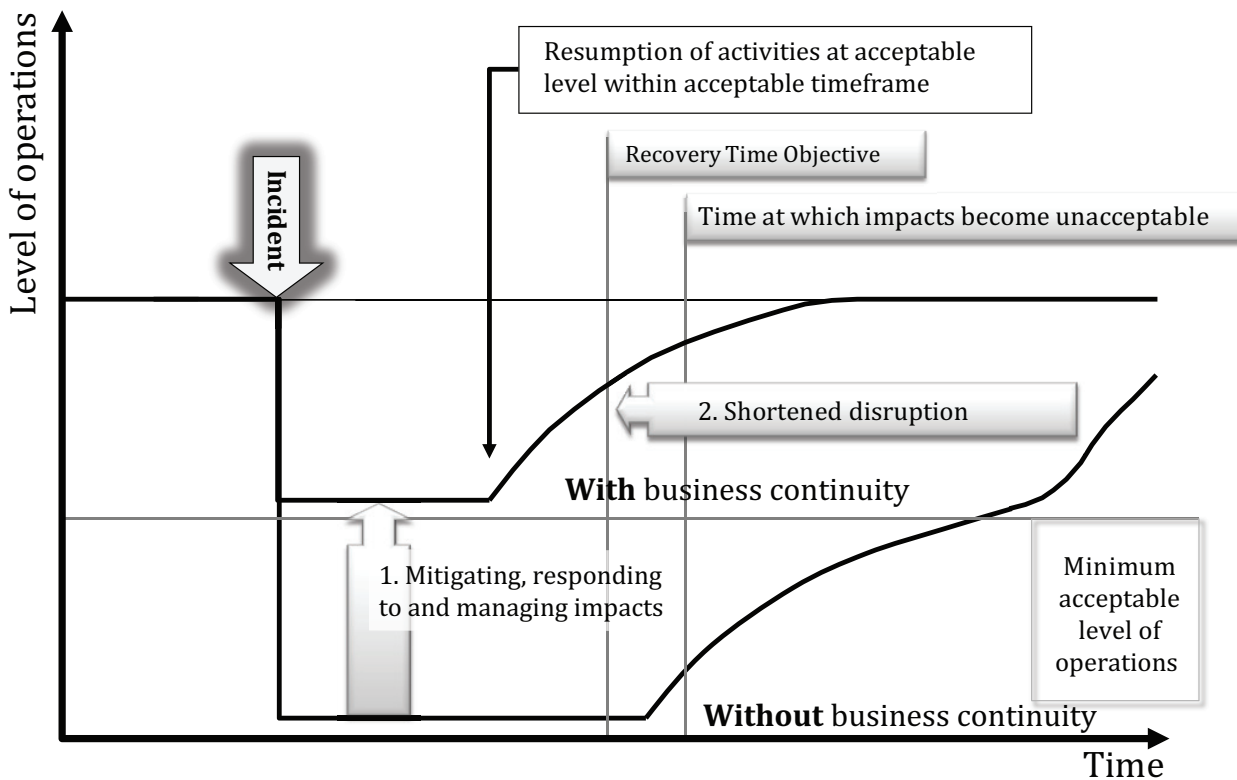 Level of operations
Resumption of activities at acceptable
level within acceptable timeframe
Recovery Time Objective
Incident
Time at which impacts become unacceptable
2. Shortened disruption
With business continuity
1. Mitigating, responding
to and managing impacts
Minimum
acceptable
level of
operations
Without business continuity
Time